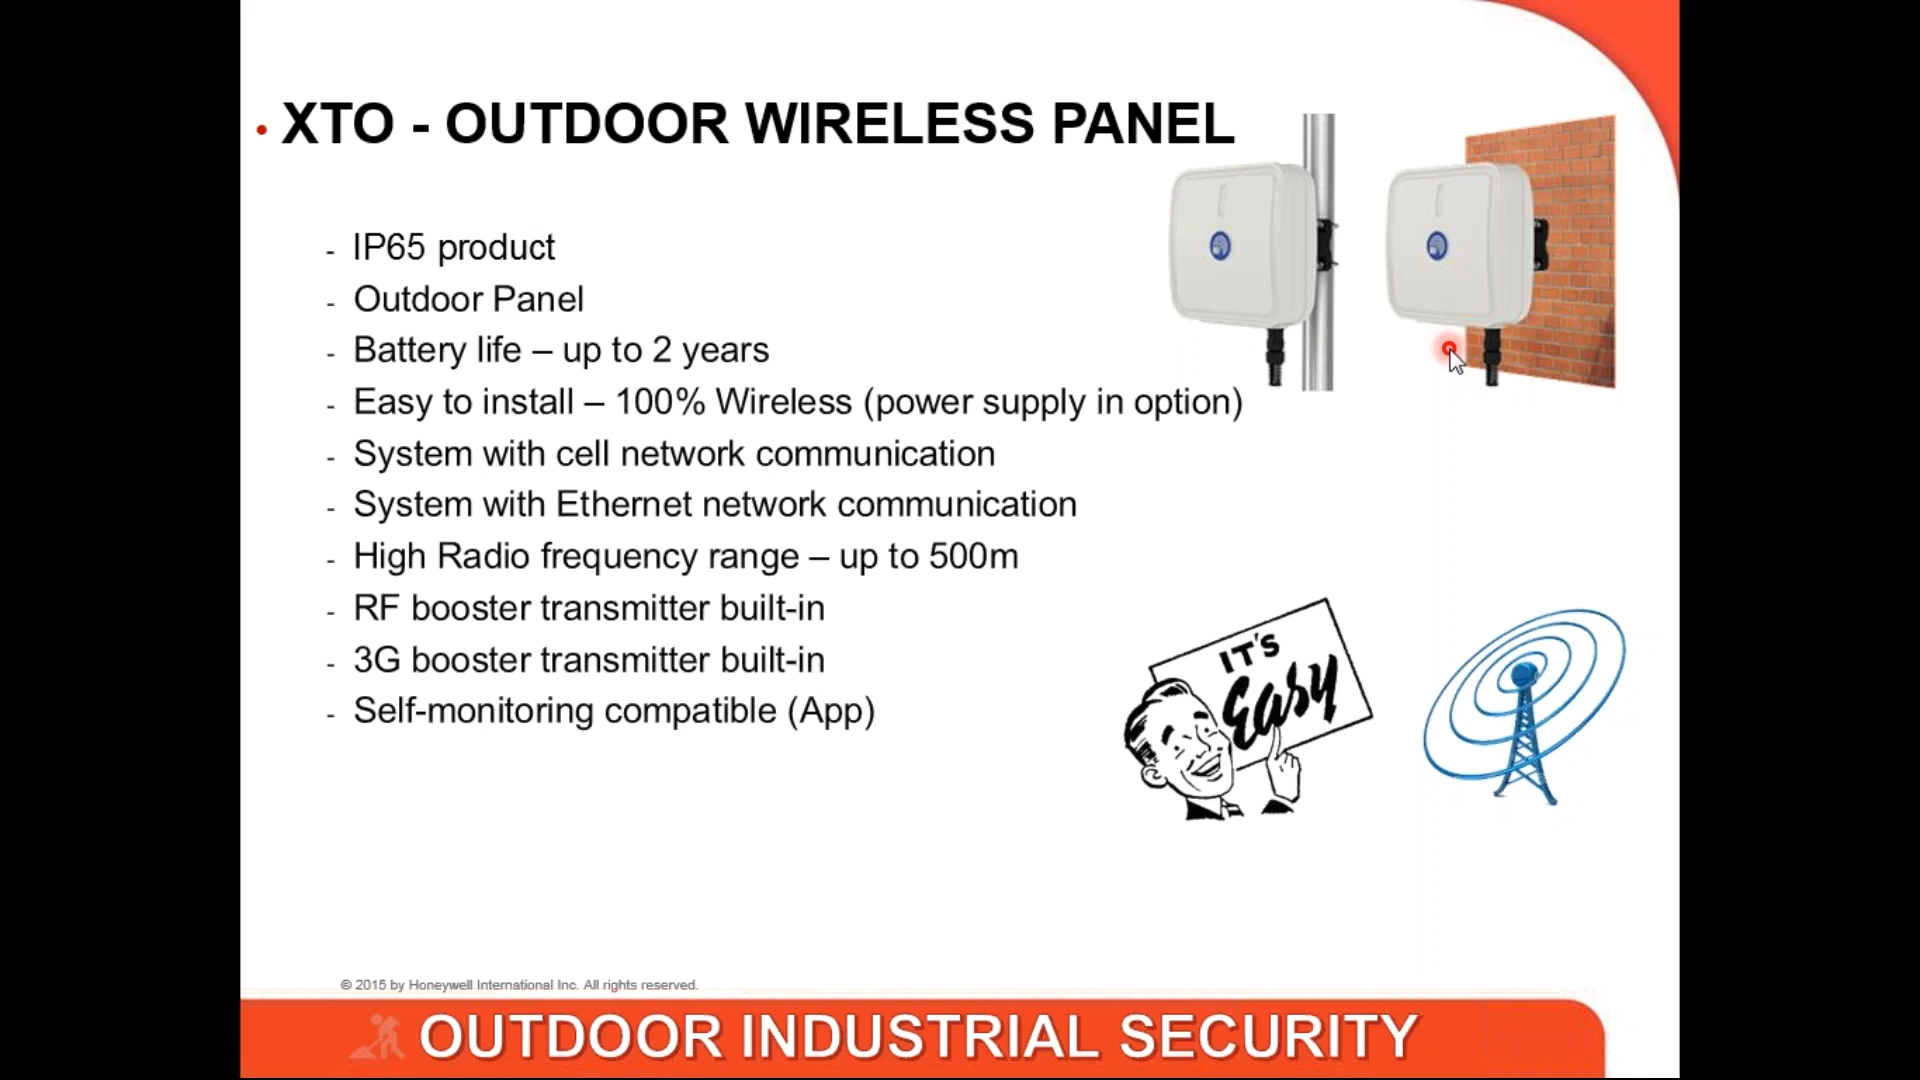 • XTO - OUTDOOR WIRELESS PANEL
- IP65 product
- Outdoor Panel
- Battery life – up to 2 years
- Easy to install – 100% Wireless (power supply in option)
- System with cell network communication
- System with Ethernet network communication
- High Radio frequency range – up to 500m
- RF booster transmitter built-in
- 3G booster transmitter built-in
- Self-monitoring compatible (App)
IT'S
Easy
© 2015 by Honeywell International Inc. All rights reserved.
OUTDOOR INDUSTRIAL SECURITY